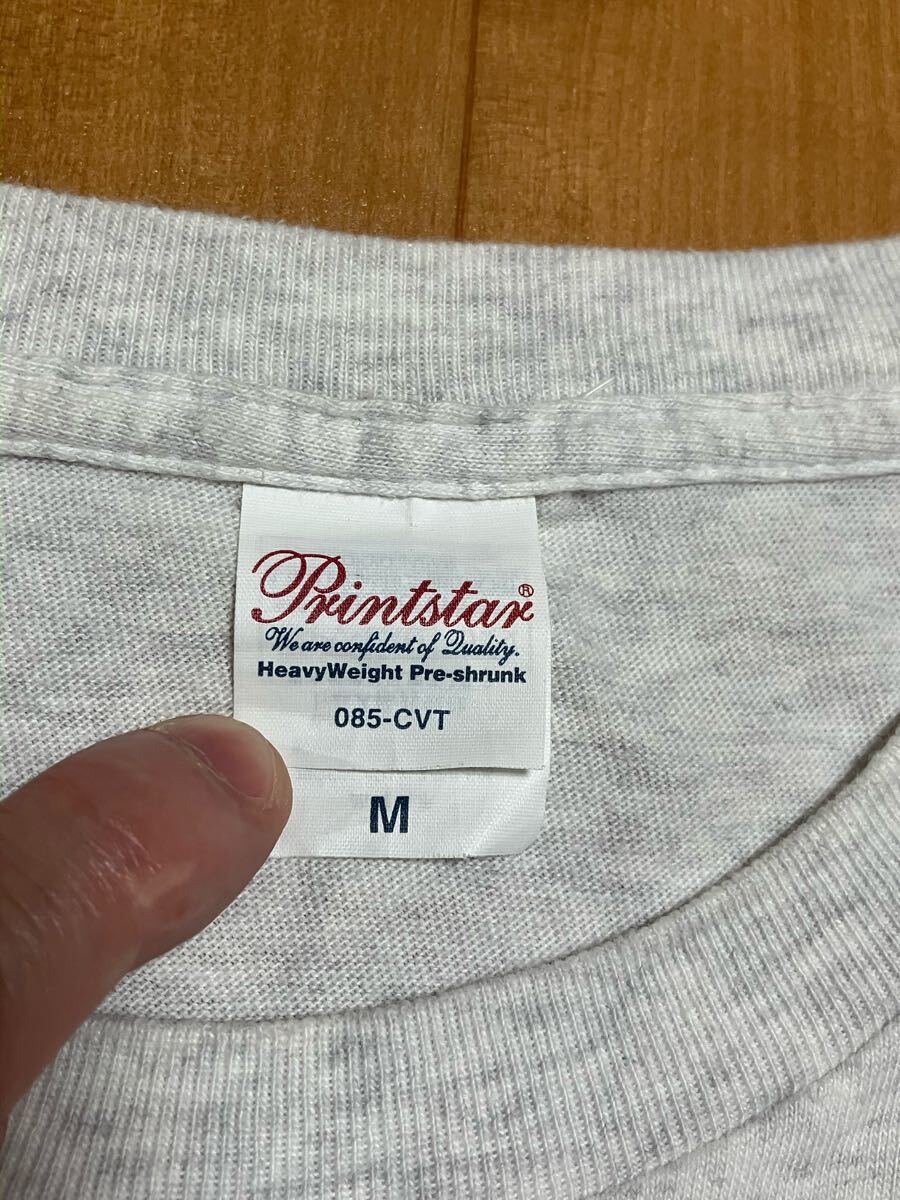 Printstar®
We are confident of Quality.
HeavyWeight Pre-shrunk
085-CVT
M